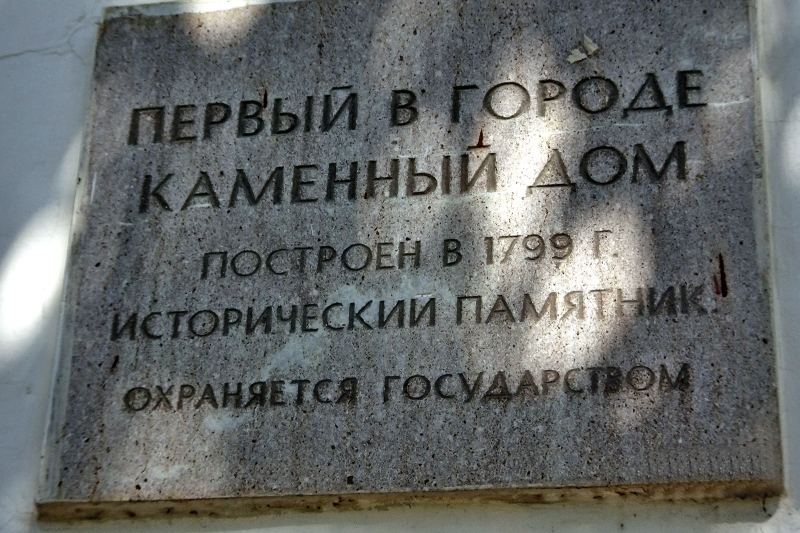 ПЕРВЫЙ В ГОРОДЕ
КАМЕННЫЙ ДОМ
ПОСТРОЕН В 1799 Г.
ИСТОРИЧЕСКИЙ ПАМЯТНИК.
ОХРАНЯЕТСЯ ГОСУДАРСТВОМ